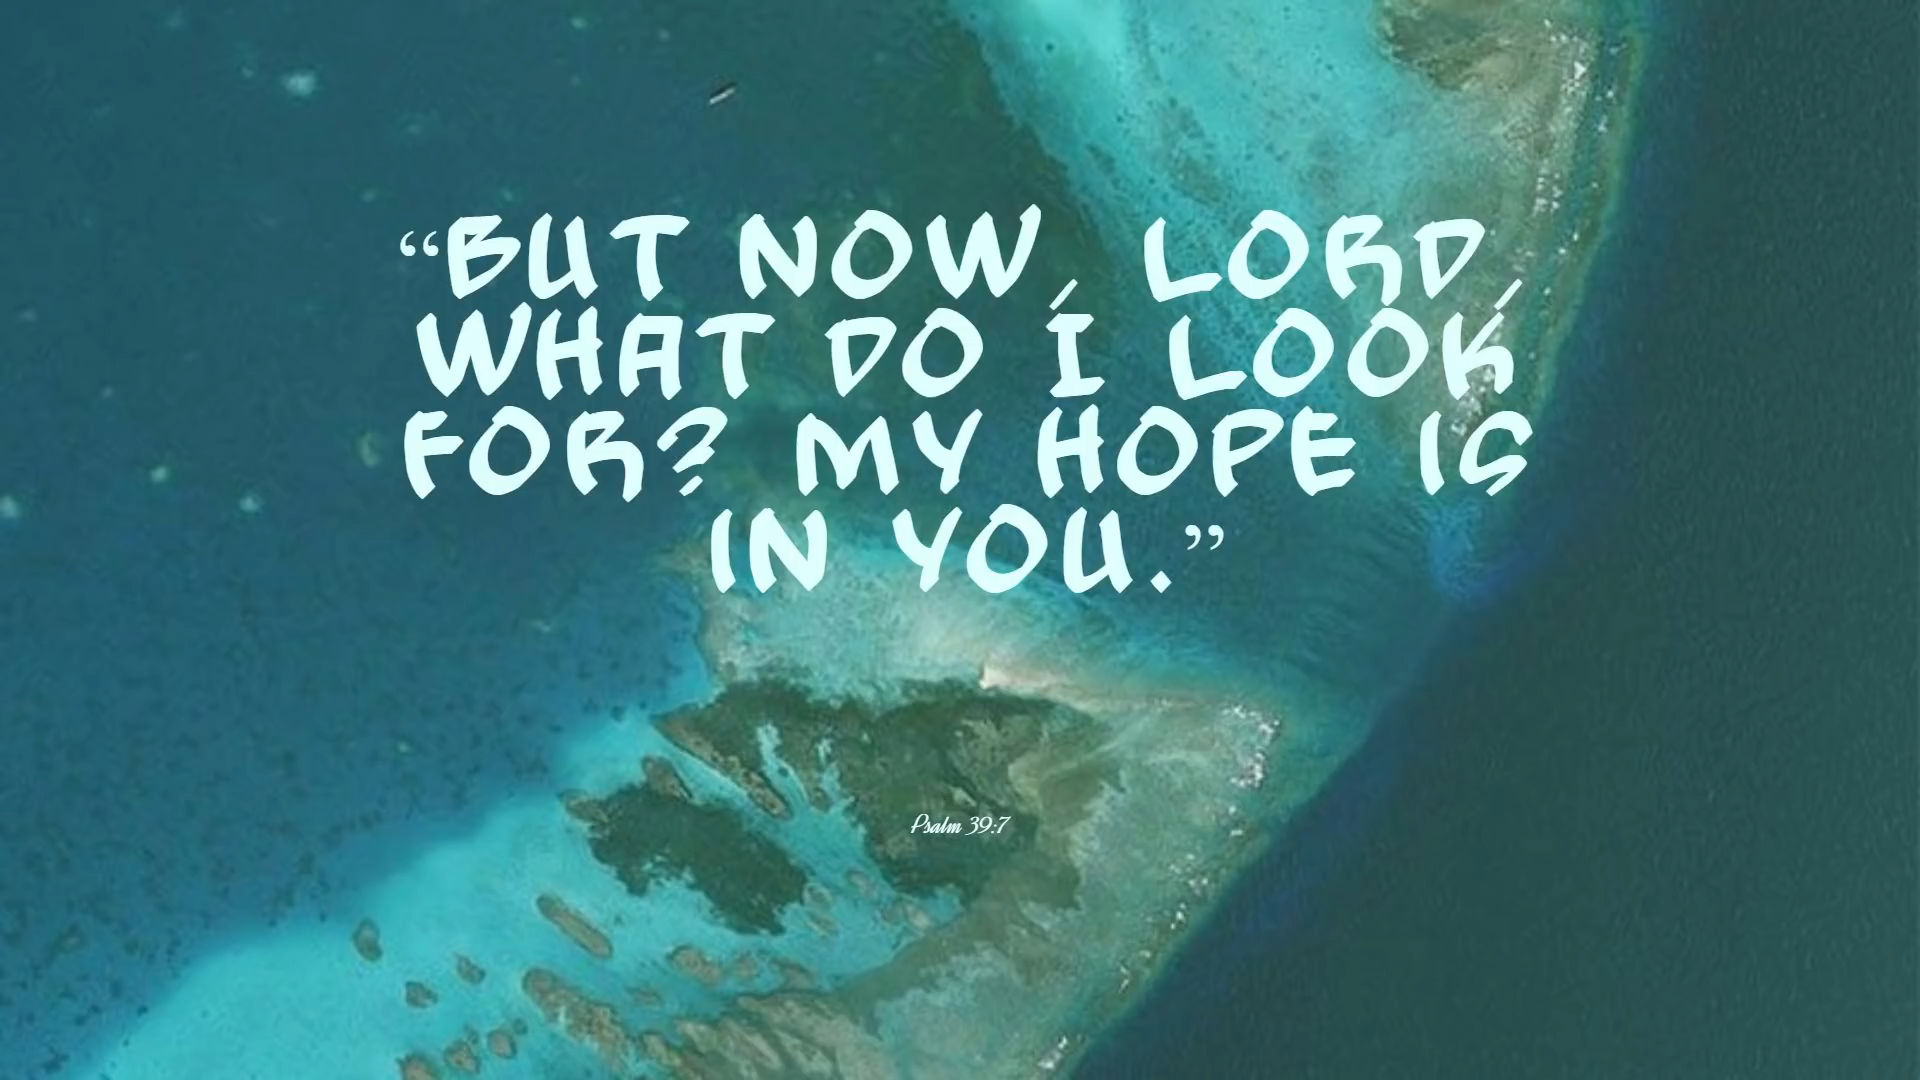 “BUT NOW, LORD,
WHAT DO I LOOK
FOR? MY HOPE IS
IN YOU.”
Psalm 39:7